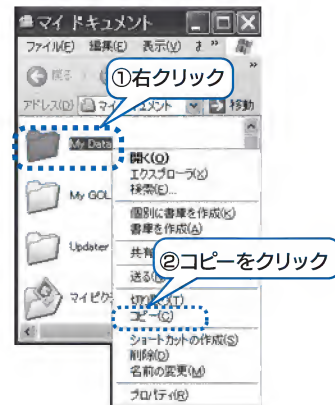 マイ ドキュメント
ファイル(F) 編集(E) 表示(V) ま »
戻る
»
①右クリック
アドレス(D) マイ ドキュメント 移動
My Data
開く(O)
エクスプローラ(X)
検索(E)...
My GOL
個別に書庫を作成(K)
書庫を作成(A)
Updater
共有
②コピーをクリック
送る(N)
マイピク
切り取り(T)
コピー(C)
ショートカットの作成(S)
削除(D)
名前の変更(M)
プロパティ(R)